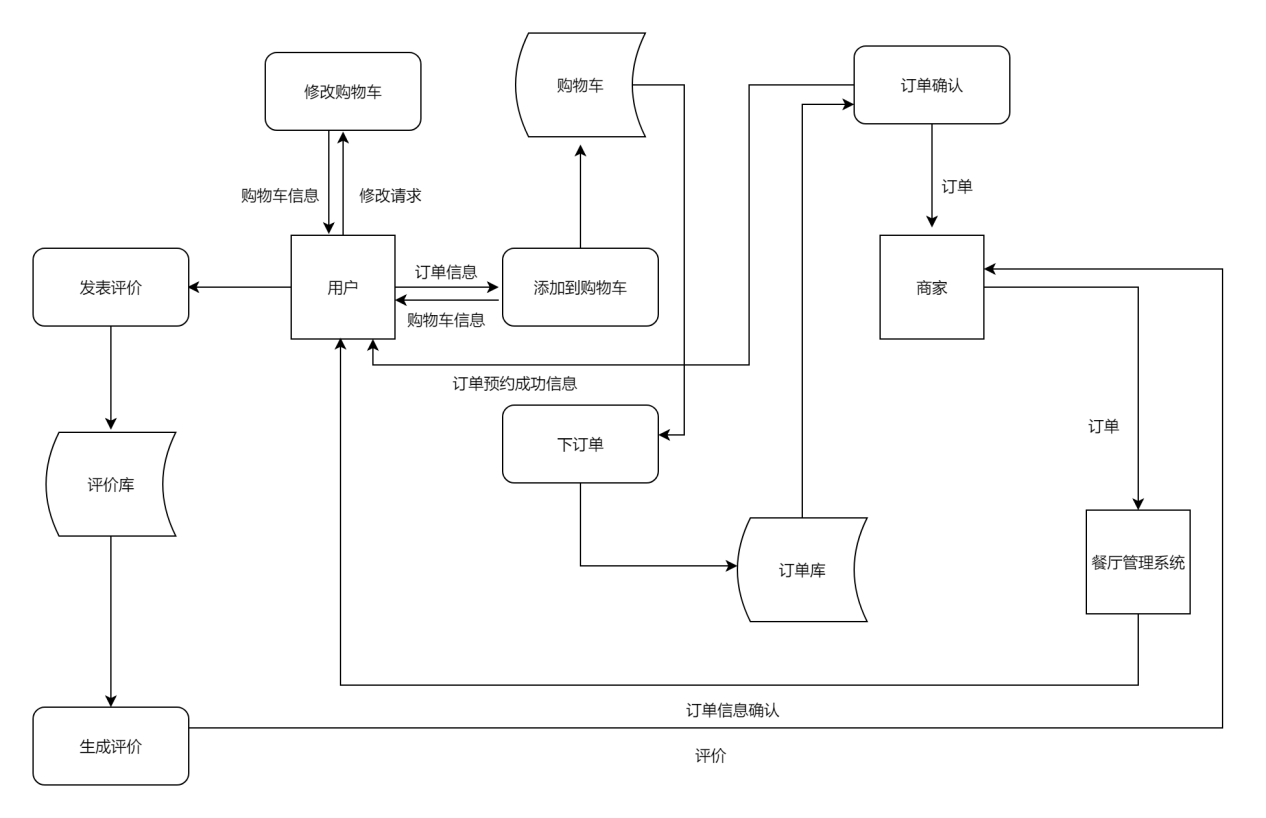 修改购物车
购物车
订单确认
购物车信息
修改请求
订单
发表评价
用户
订单信息
添加到购物车
商家
购物车信息
订单预约成功信息
下订单
订单
评价库
订单库
餐厅管理系统
订单信息确认
生成评价
评价